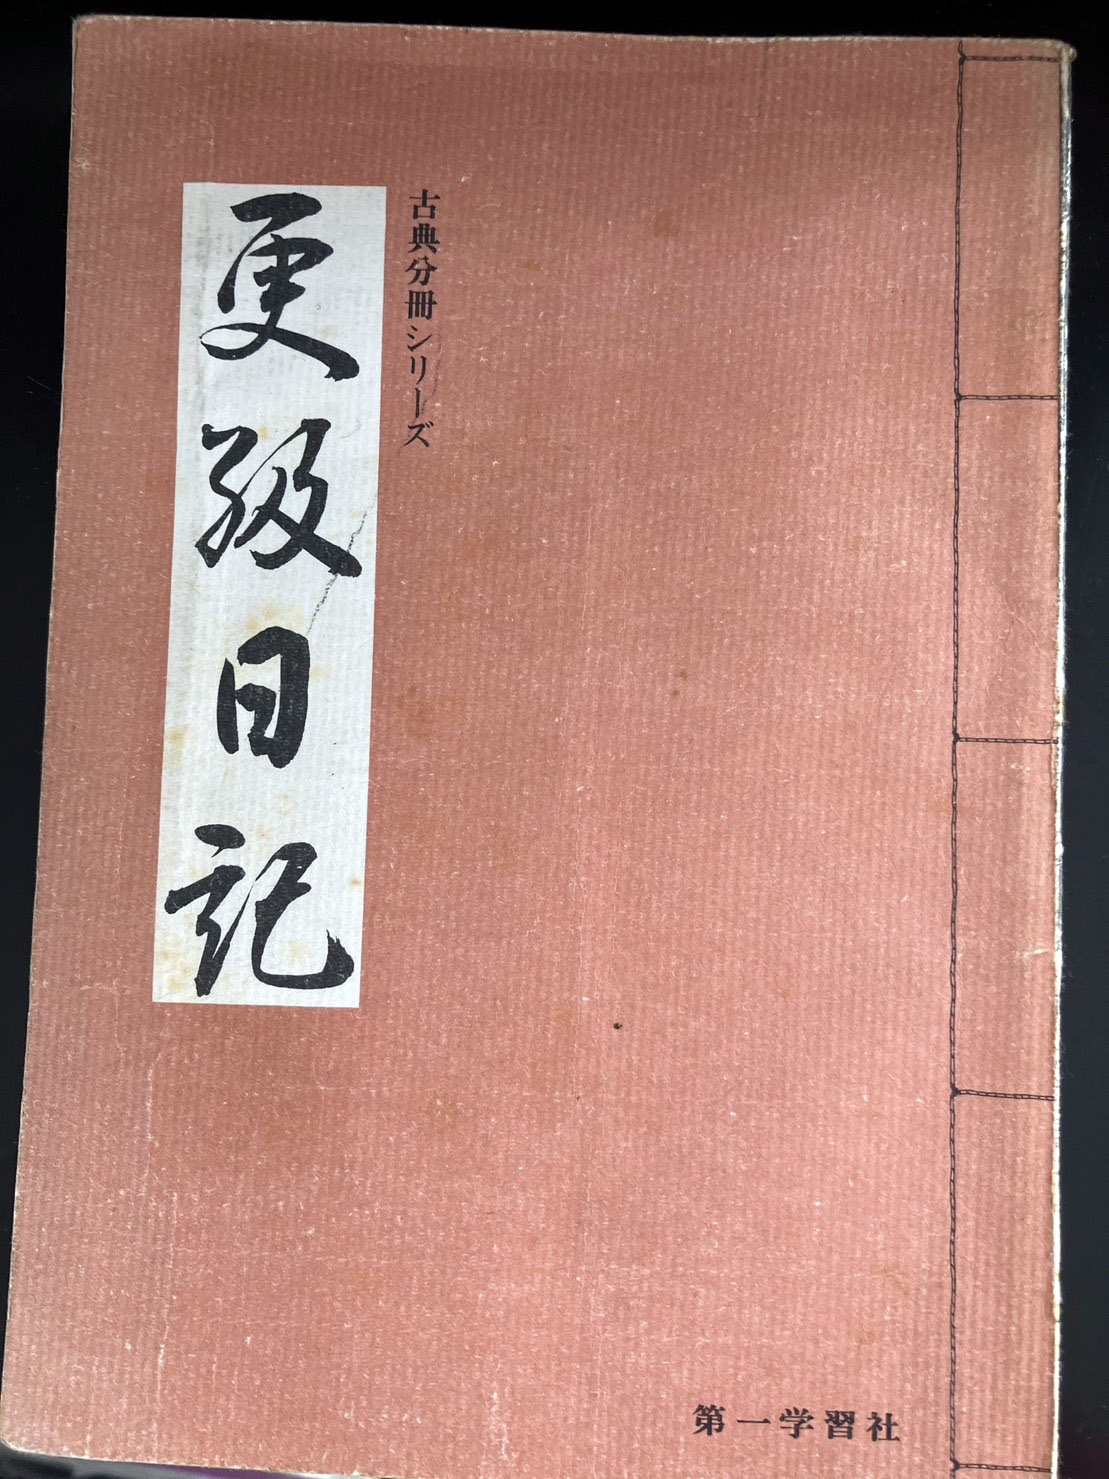 古典分冊シリーズ
更級日記
第一学習社